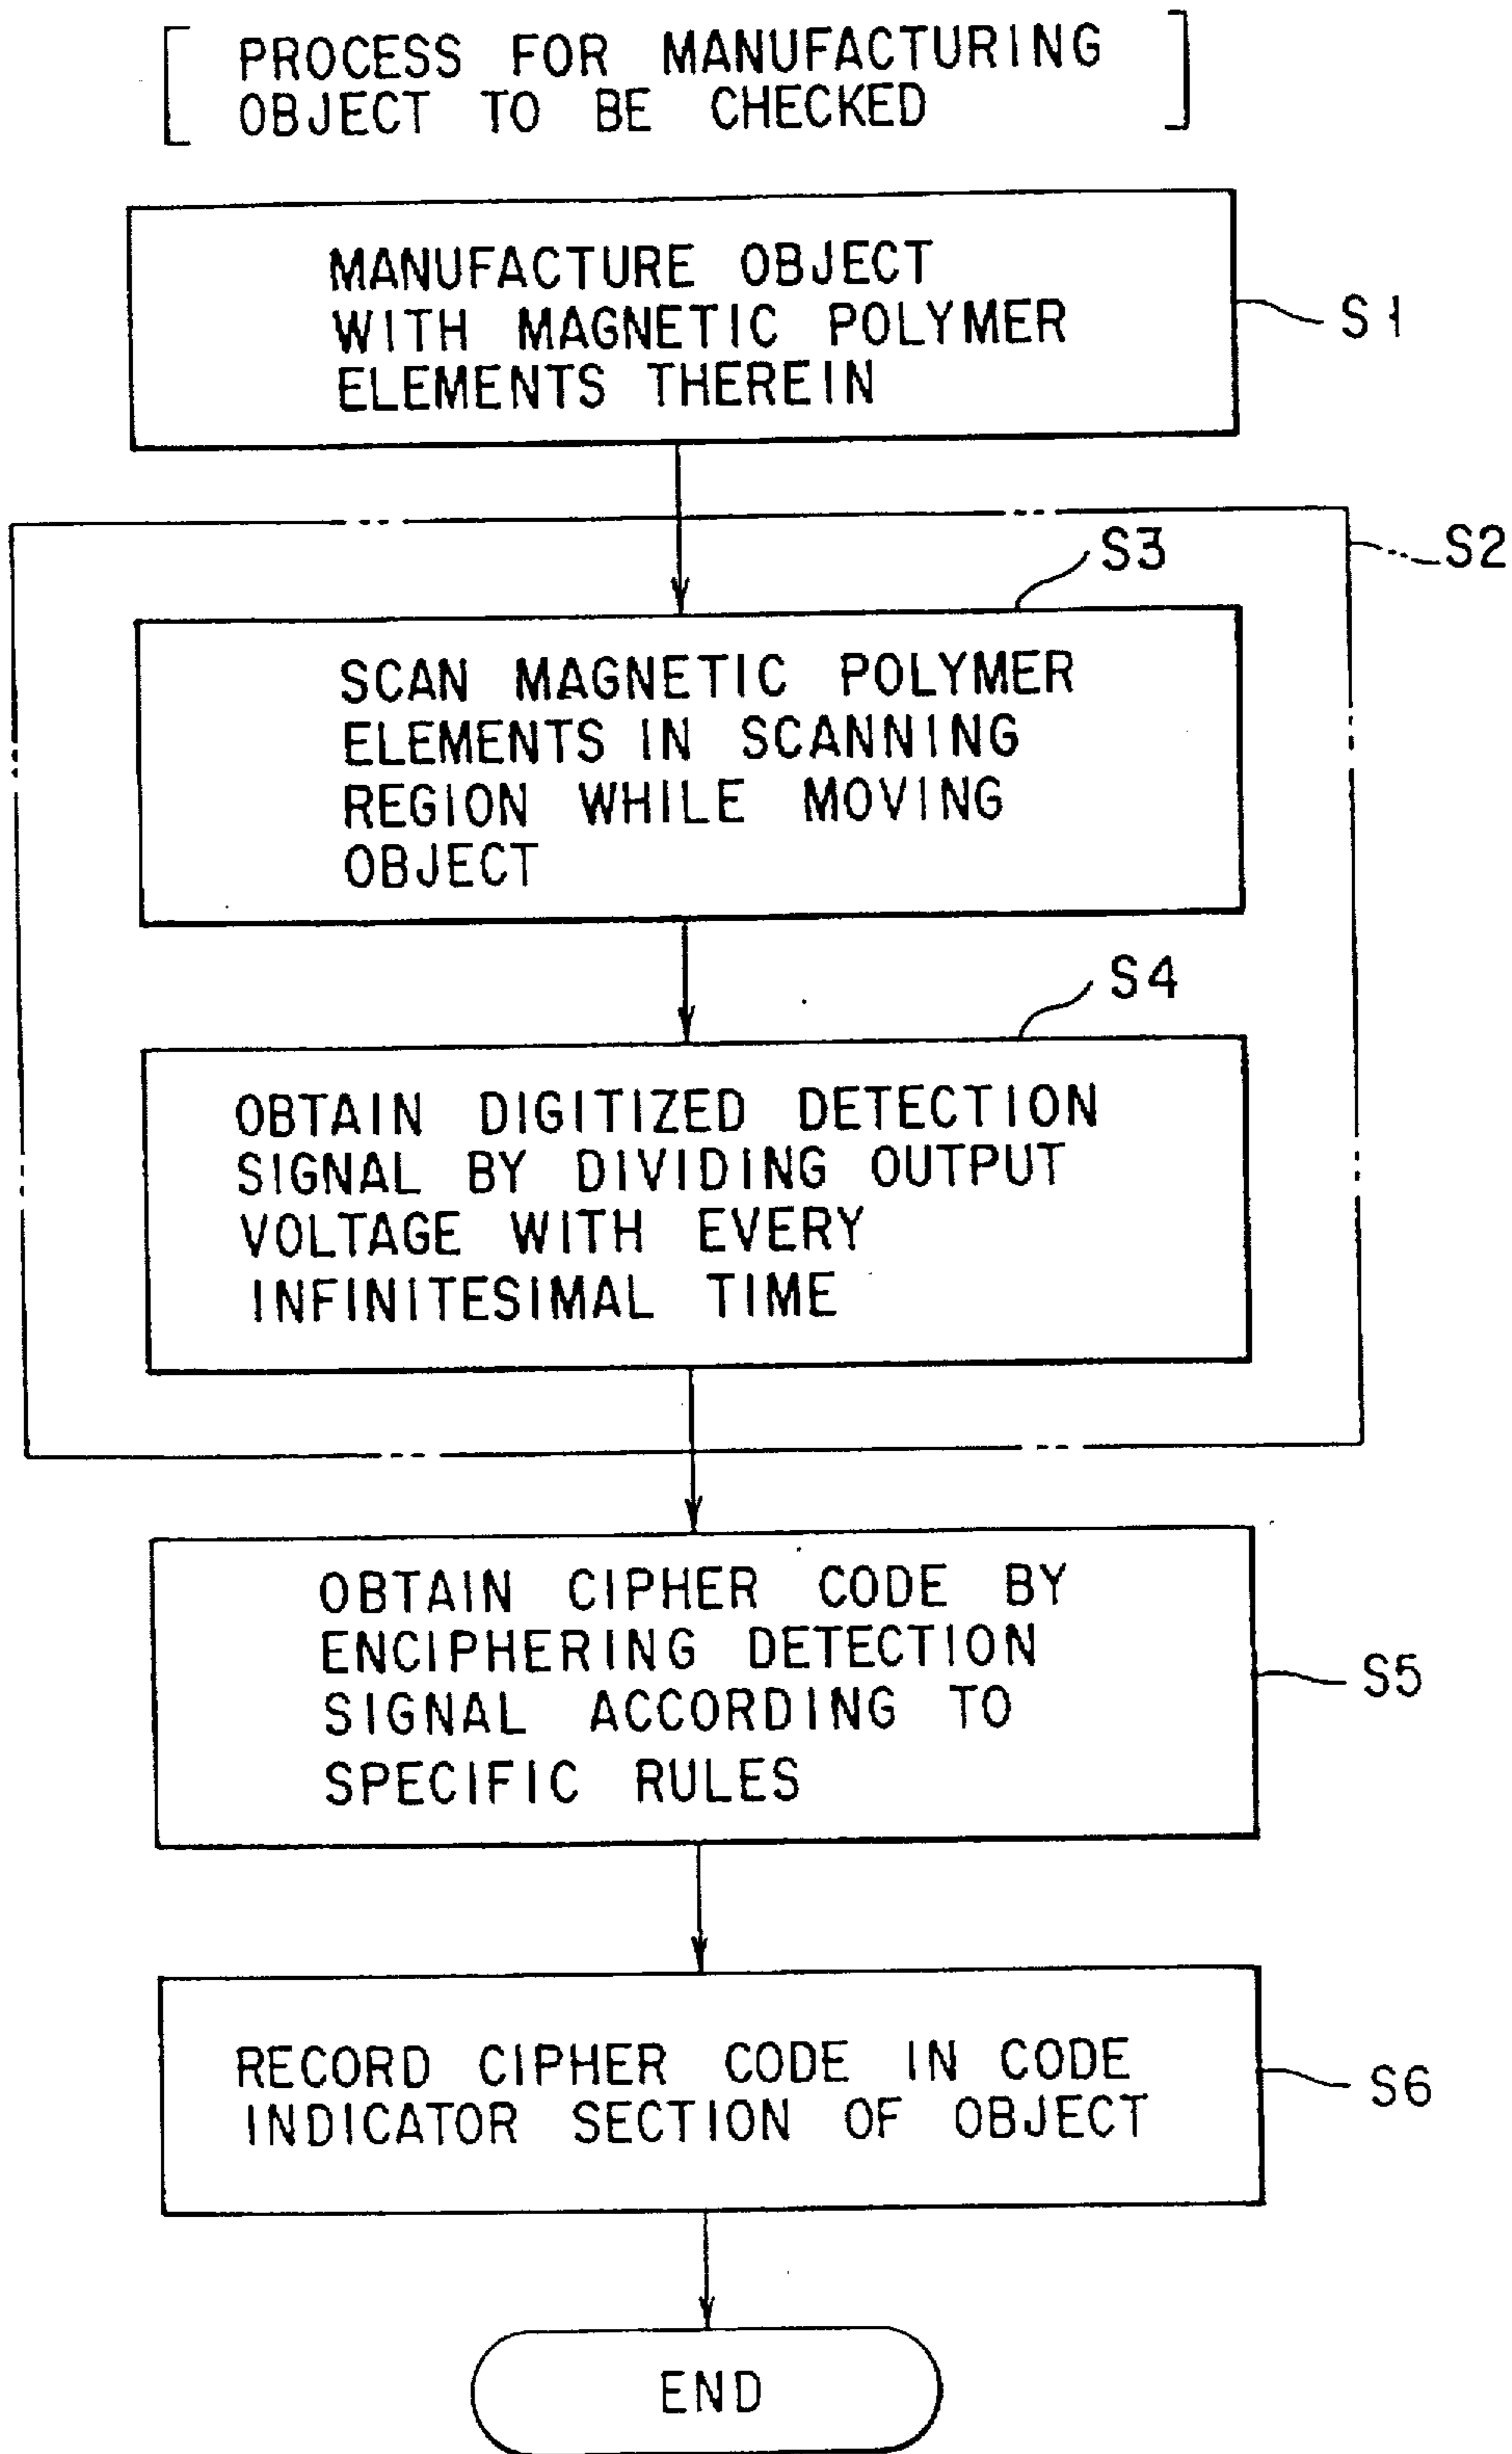 [ PROCESS FOR MANUFACTURING
OBJECT TO BE CHECKED ]
MANUFACTURE OBJECT
WITH MAGNETIC POLYMER
ELEMENTS THEREIN
S1
S2
S3
SCAN MAGNETIC POLYMER
ELEMENTS IN SCANNING
REGION WHILE MOVING
OBJECT
S4
OBTAIN DIGITIZED DETECTION
SIGNAL BY DIVIDING OUTPUT
VOLTAGE WITH EVERY
INFINITESIMAL TIME
OBTAIN CIPHER CODE BY
ENCIPHERING DETECTION
SIGNAL ACCORDING TO
SPECIFIC RULES
S5
RECORD CIPHER CODE IN CODE
INDICATOR SECTION OF OBJECT
S6
END